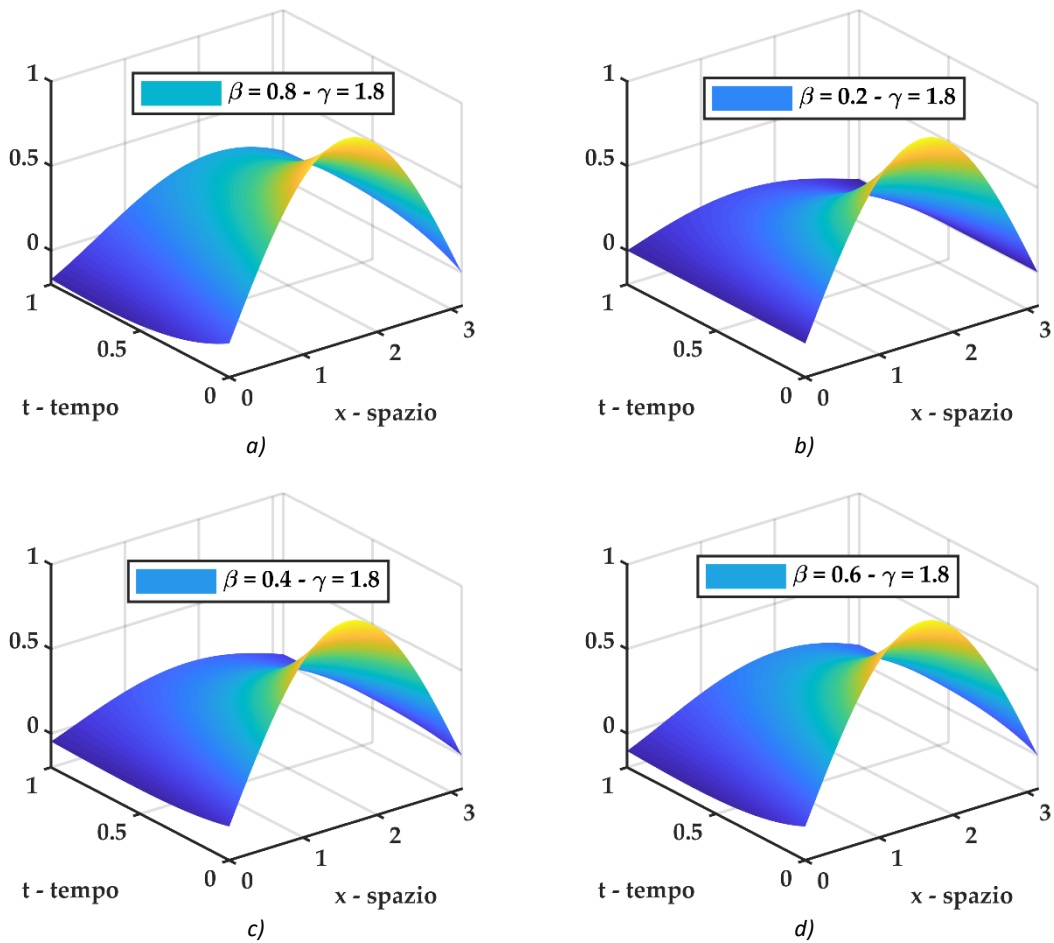 β = 0.8 - γ = 1.8
1
0.5
0
1
0.5
0
0
1
2
3
t - tempo
x - spazio
a)
β = 0.2 - γ = 1.8
1
0.5
0
1
0.5
0
0
1
2
3
t - tempo
x - spazio
b)
β = 0.4 - γ = 1.8
1
0.5
0
1
0.5
0
0
1
2
3
t - tempo
x - spazio
c)
β = 0.6 - γ = 1.8
1
0.5
0
1
0.5
0
0
1
2
3
t - tempo
x - spazio
d)